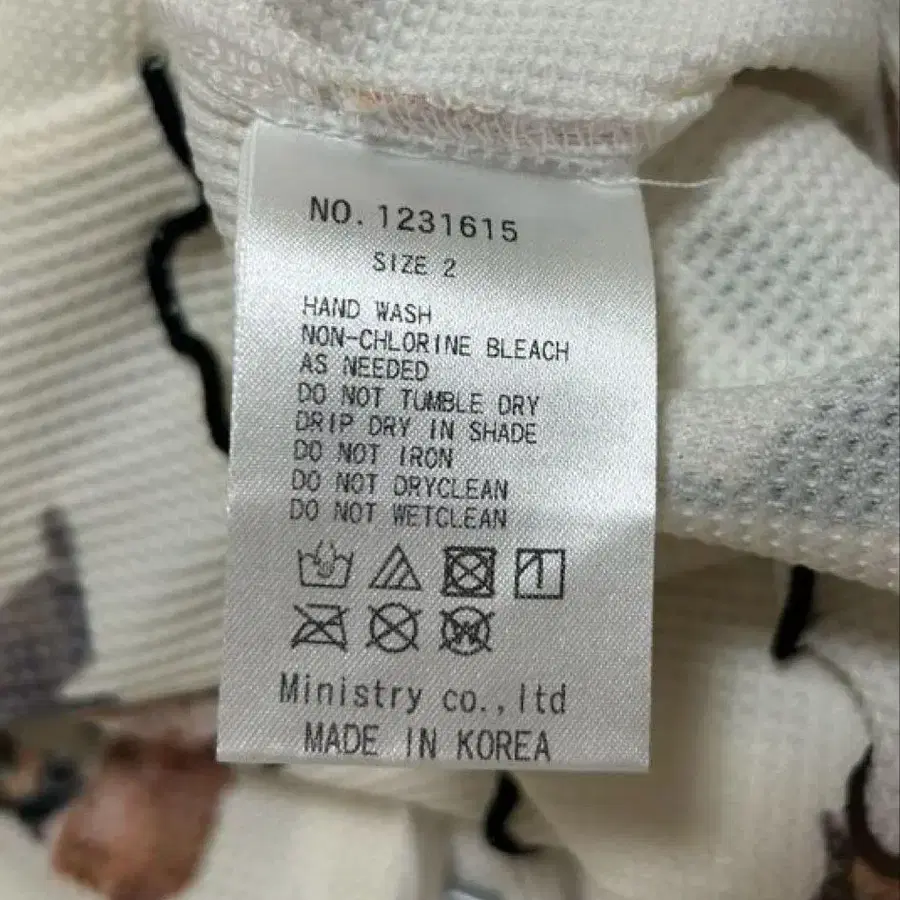 NO. 1231615
SIZE 2
HAND WASH
NON-CHLORINE BLEACH
AS NEEDED
DO NOT TUMBLE DRY
DRIP DRY IN SHADE
DO NOT IRON
DO NOT DRYCLEAN
DO NOT WETCLEAN
W
Ministry co.,ltd
MADE IN KOREA